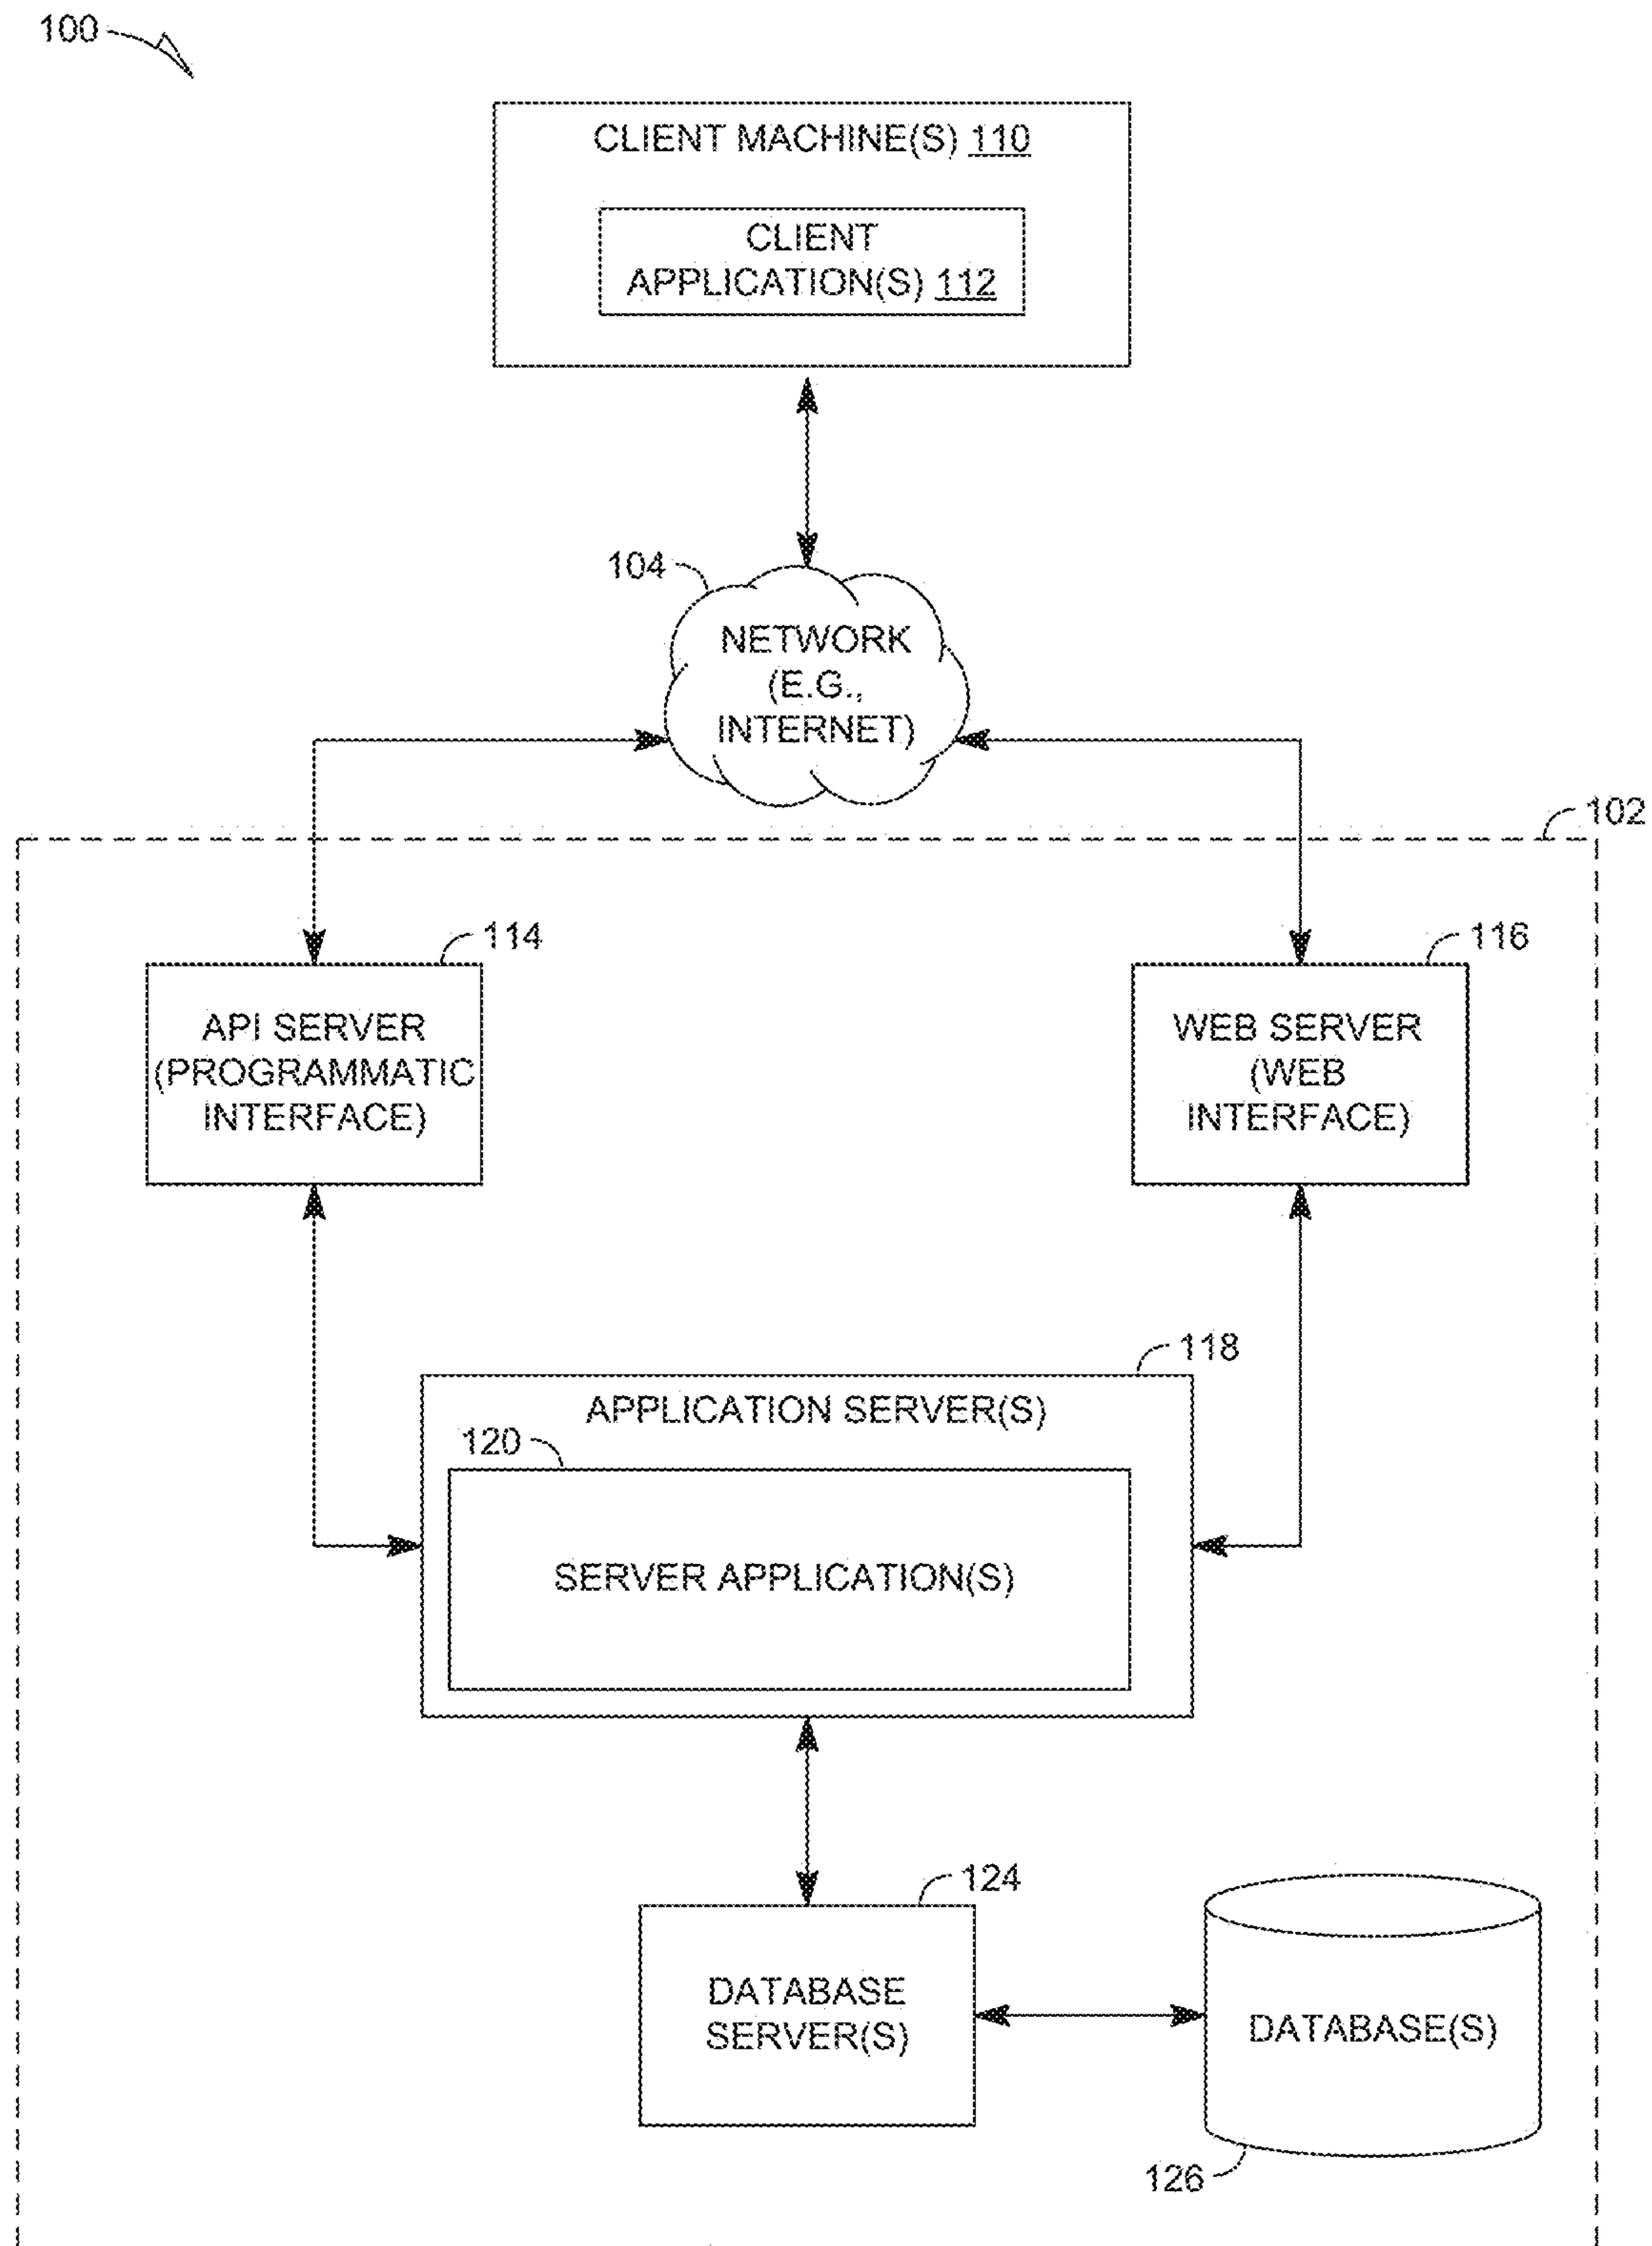 100
CLIENT MACHINE(S) 110
CLIENT
APPLICATION(S) 112
104
NETWORK
(E.G.,
INTERNET)
102
114
API SERVER
(PROGRAMMATIC
INTERFACE)
116
WEB SERVER
(WEB
INTERFACE)
118
APPLICATION SERVER(S)
120
SERVER APPLICATION(S)
124
DATABASE
SERVER(S)
DATABASE(S)
126